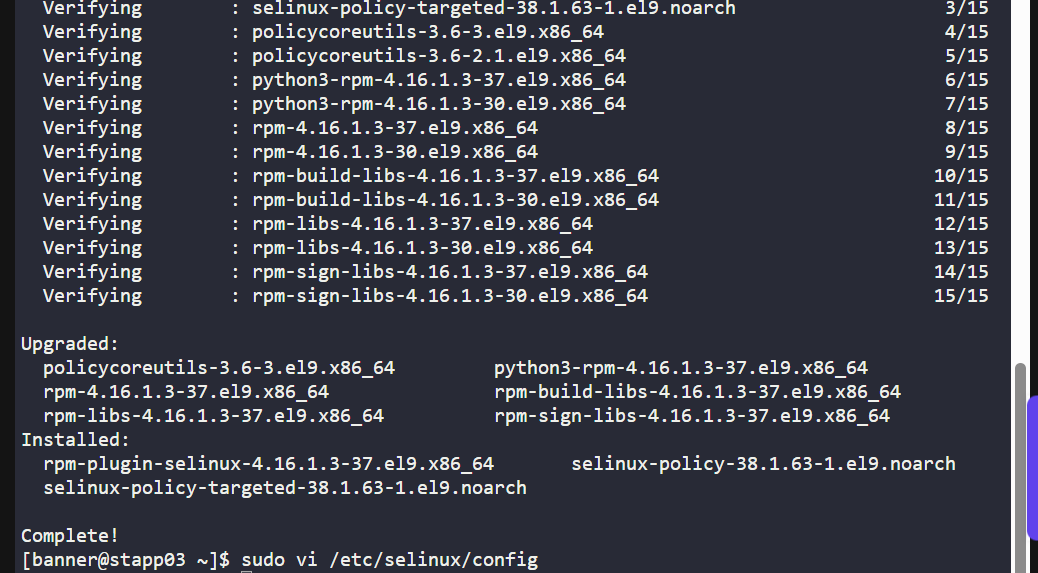 Verifying : selinux-policy-targeted-38.1.63-1.el9.noarch 3/15
Verifying : policycoreutils-3.6-3.el9.x86_64 4/15
Verifying : policycoreutils-3.6-2.1.el9.x86_64 5/15
Verifying : python3-rpm-4.16.1.3-37.el9.x86_64 6/15
Verifying : python3-rpm-4.16.1.3-30.el9.x86_64 7/15
Verifying : rpm-4.16.1.3-37.el9.x86_64 8/15
Verifying : rpm-4.16.1.3-30.el9.x86_64 9/15
Verifying : rpm-build-libs-4.16.1.3-37.el9.x86_64 10/15
Verifying : rpm-build-libs-4.16.1.3-30.el9.x86_64 11/15
Verifying : rpm-libs-4.16.1.3-37.el9.x86_64 12/15
Verifying : rpm-libs-4.16.1.3-30.el9.x86_64 13/15
Verifying : rpm-sign-libs-4.16.1.3-37.el9.x86_64 14/15
Verifying : rpm-sign-libs-4.16.1.3-30.el9.x86_64 15/15
Upgraded:
policycoreutils-3.6-3.el9.x86_64 python3-rpm-4.16.1.3-37.el9.x86_64
rpm-4.16.1.3-37.el9.x86_64 rpm-build-libs-4.16.1.3-37.el9.x86_64
rpm-libs-4.16.1.3-37.el9.x86_64 rpm-sign-libs-4.16.1.3-37.el9.x86_64
Installed:
rpm-plugin-selinux-4.16.1.3-37.el9.x86_64 selinux-policy-38.1.63-1.el9.noarch
selinux-policy-targeted-38.1.63-1.el9.noarch
Complete!
[banner@stapp03 ~]$ sudo vi /etc/selinux/config